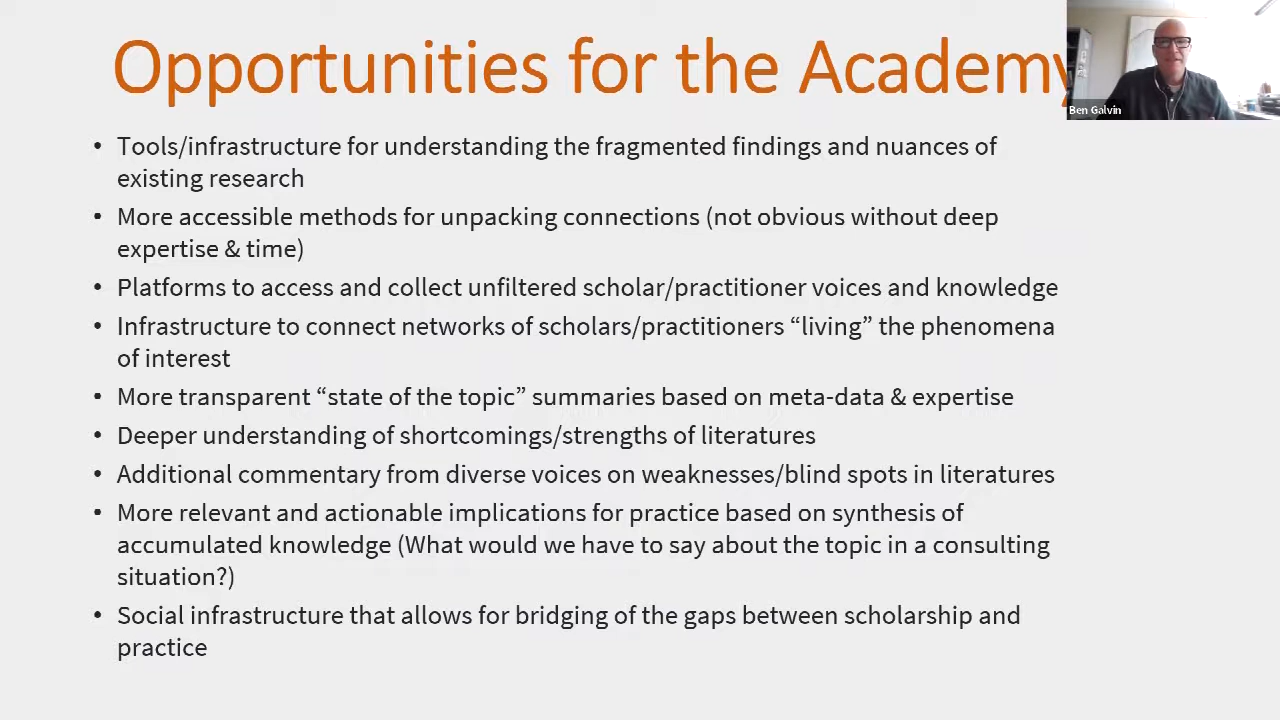 Opportunities for the Academy
Ben Galvin
• Tools/infrastructure for understanding the fragmented findings and nuances of
existing research
• More accessible methods for unpacking connections (not obvious without deep
expertise & time)
• Platforms to access and collect unfiltered scholar/practitioner voices and knowledge
• Infrastructure to connect networks of scholars/practitioners “living” the phenomena
of interest
• More transparent “state of the topic” summaries based on meta-data & expertise
• Deeper understanding of shortcomings/strengths of literatures
• Additional commentary from diverse voices on weaknesses/blind spots in literatures
• More relevant and actionable implications for practice based on synthesis of
accumulated knowledge (What would we have to say about the topic in a consulting
situation?)
• Social infrastructure that allows for bridging of the gaps between scholarship and
practice